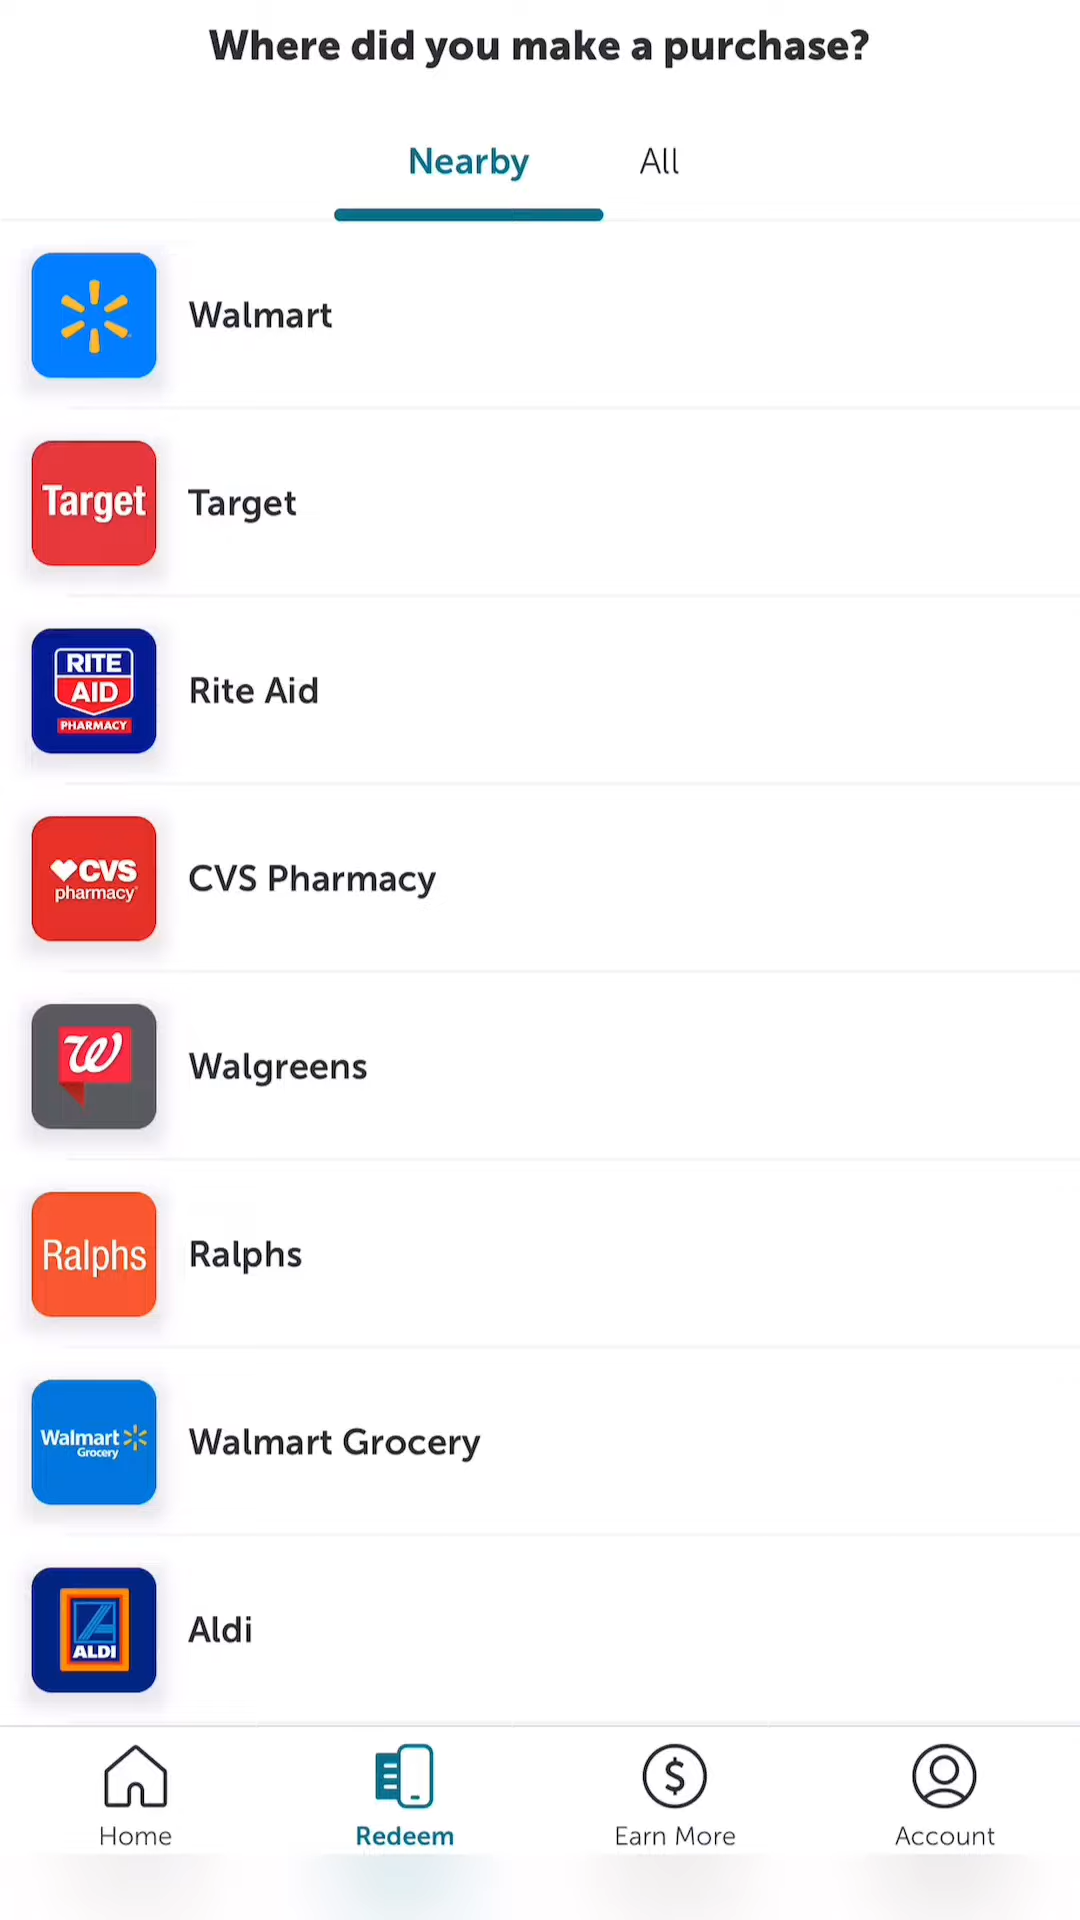 Where did you make a purchase?
Nearby
All
Walmart
Target
Target
RITE
AID
PHARMACY
Rite Aid
CVS
pharmacy
CVS Pharmacy
W
Walgreens
Ralphs
Ralphs
Walmart
Grocery
Walmart Grocery
ALDI
Aldi
$
Home
Redeem
Earn More
Account